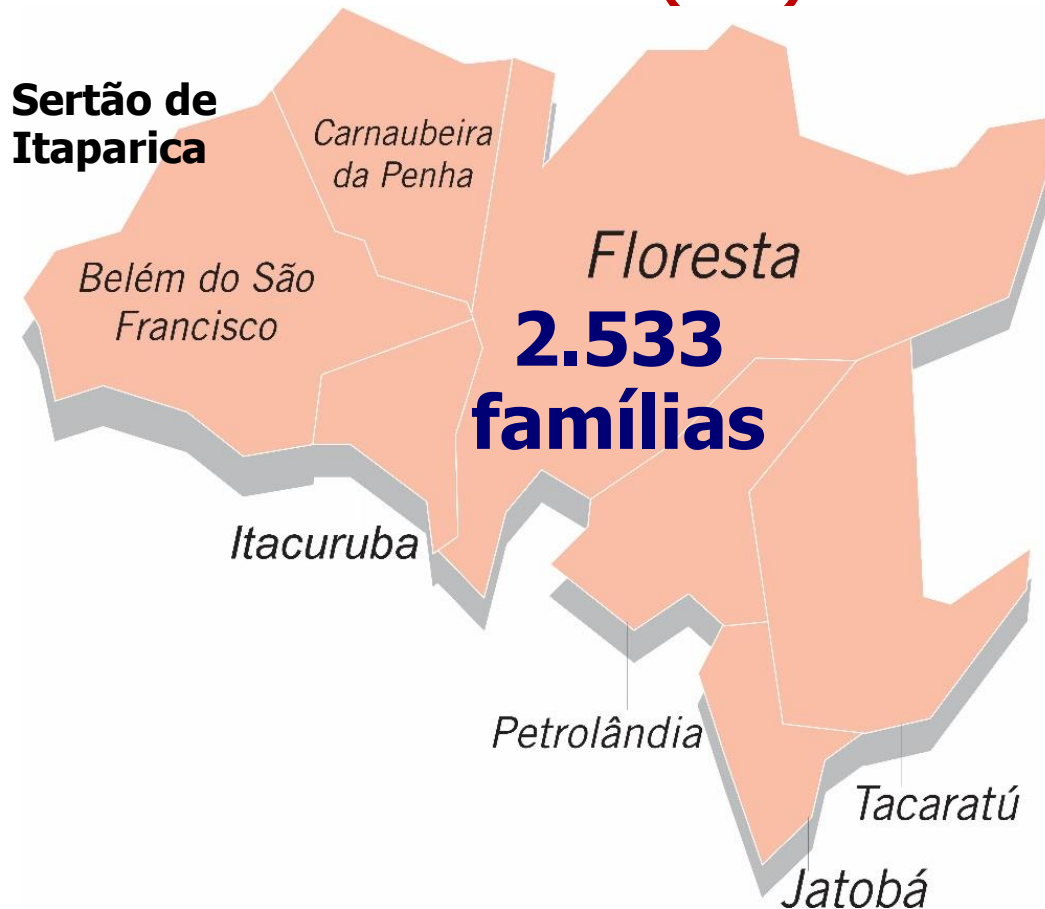 Sertão de
Itaparica
Carnaubeira
da Penha
Floresta
Belém do São
Francisco
2.533
famílias
Itacuruba
Petrolândia
Tacaratú
Jatobá